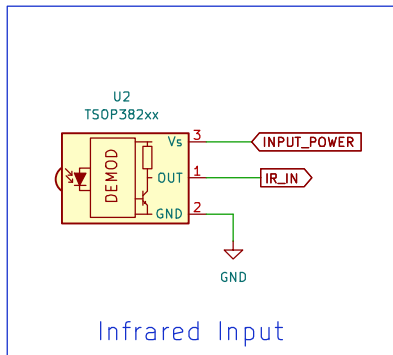 U2
TSOP382xx
Vs 3 INPUT_POWER
DEMOD
OUT 1 IR_IN
GND 2
GND
Infrared Input